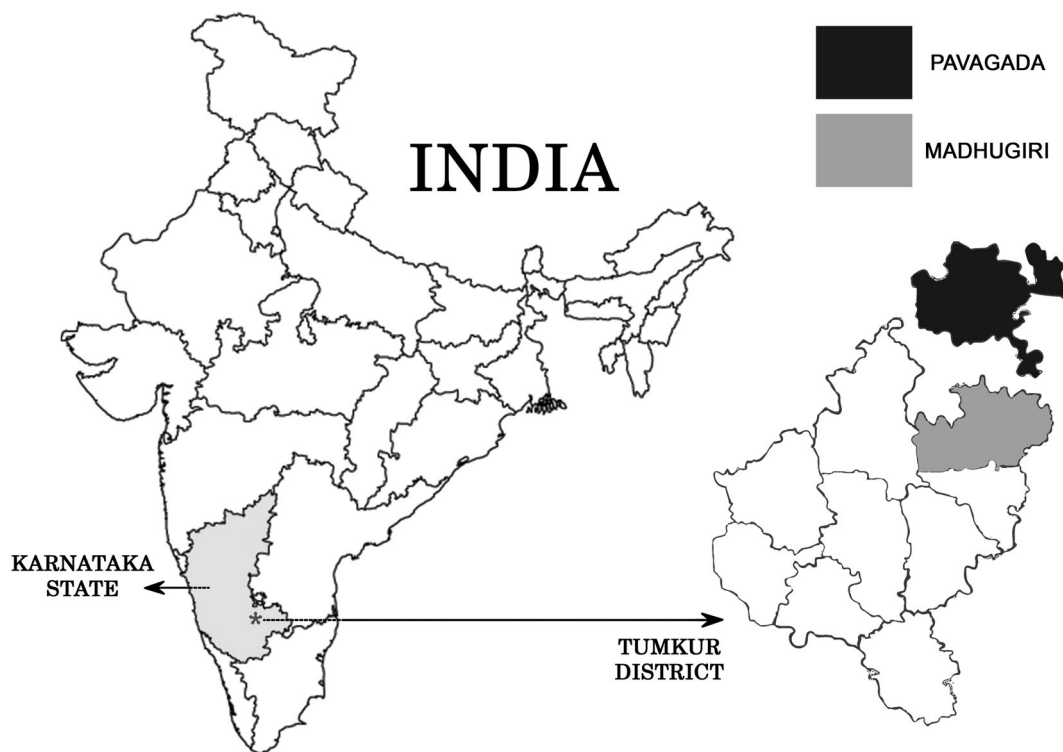 PAVAGADA
MADHUGIRI
INDIA
KARNATAKA
STATE
*
TUMKUR
DISTRICT